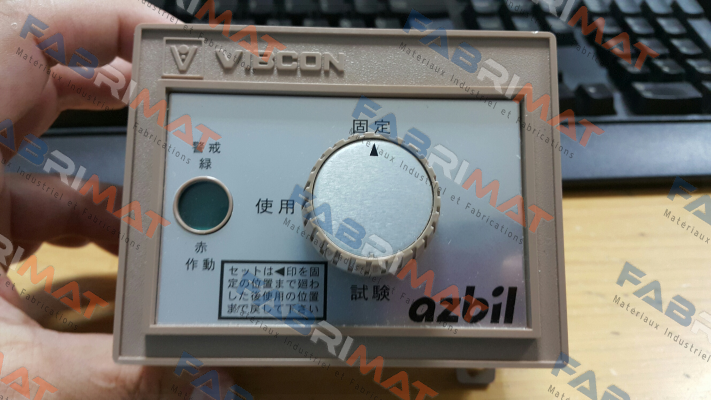 VIBCON
警戒
緑
固定
使用
赤
作動
セットは◀印を固
定の位置まで廻わ
した後使用の位置
まで戻して下さい
試験
azbil
FABRIMAT
Matériaux Industriel et Fabrications